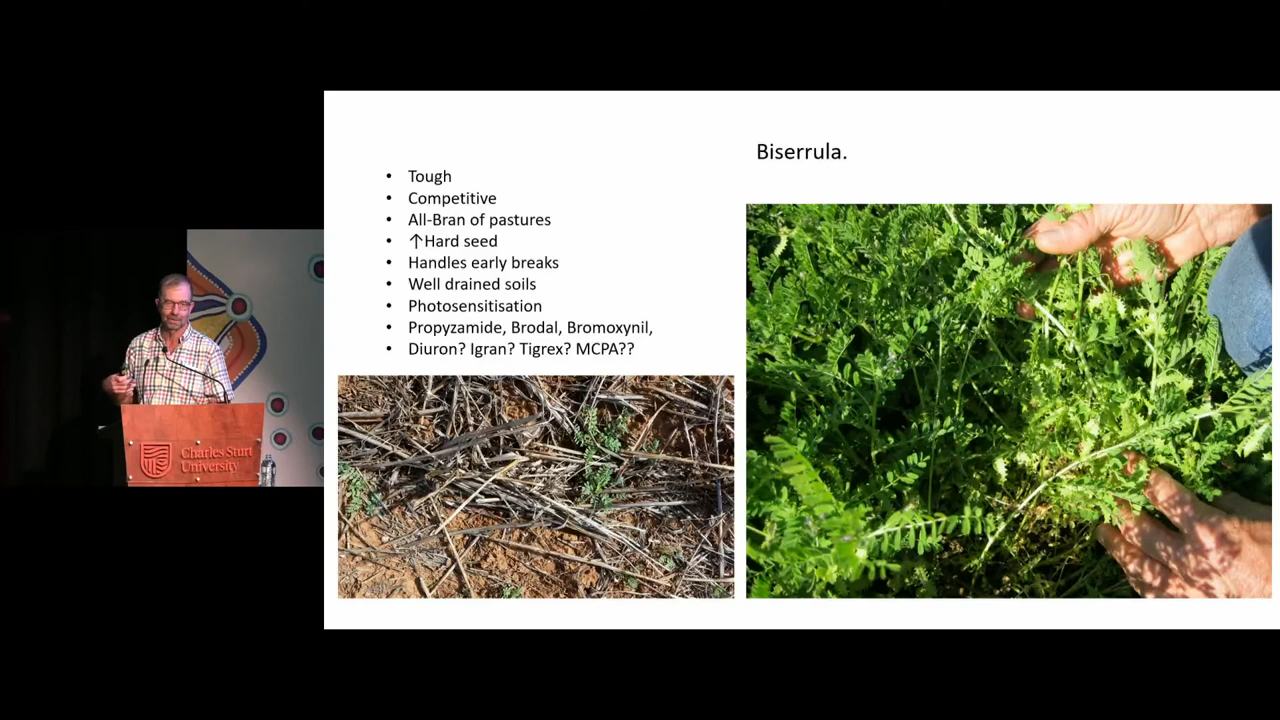 Biserrula.
Tough
Competitive
All-Bran of pastures
↑Hard seed
Handles early breaks
Well drained soils
Photosensitisation
Propyzamide, Brodal, Bromoxynil,
Diuron? Igran? Tigrex? MCPA??
Charles Sturt
University